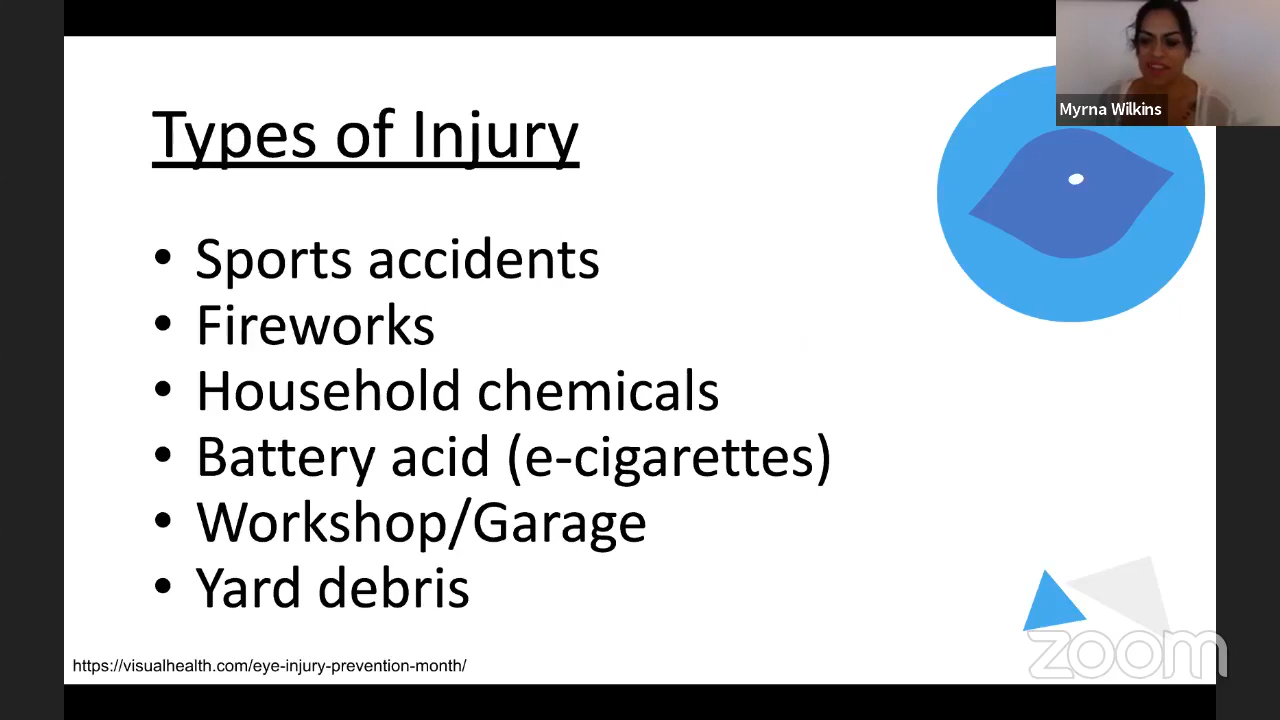 Myrna Wilkins
Types of Injury
• Sports accidents
• Fireworks
• Household chemicals
• Battery acid (e-cigarettes)
• Workshop/Garage
• Yard debris
https://visualhealth.com/eye-injury-prevention-month/
zoom